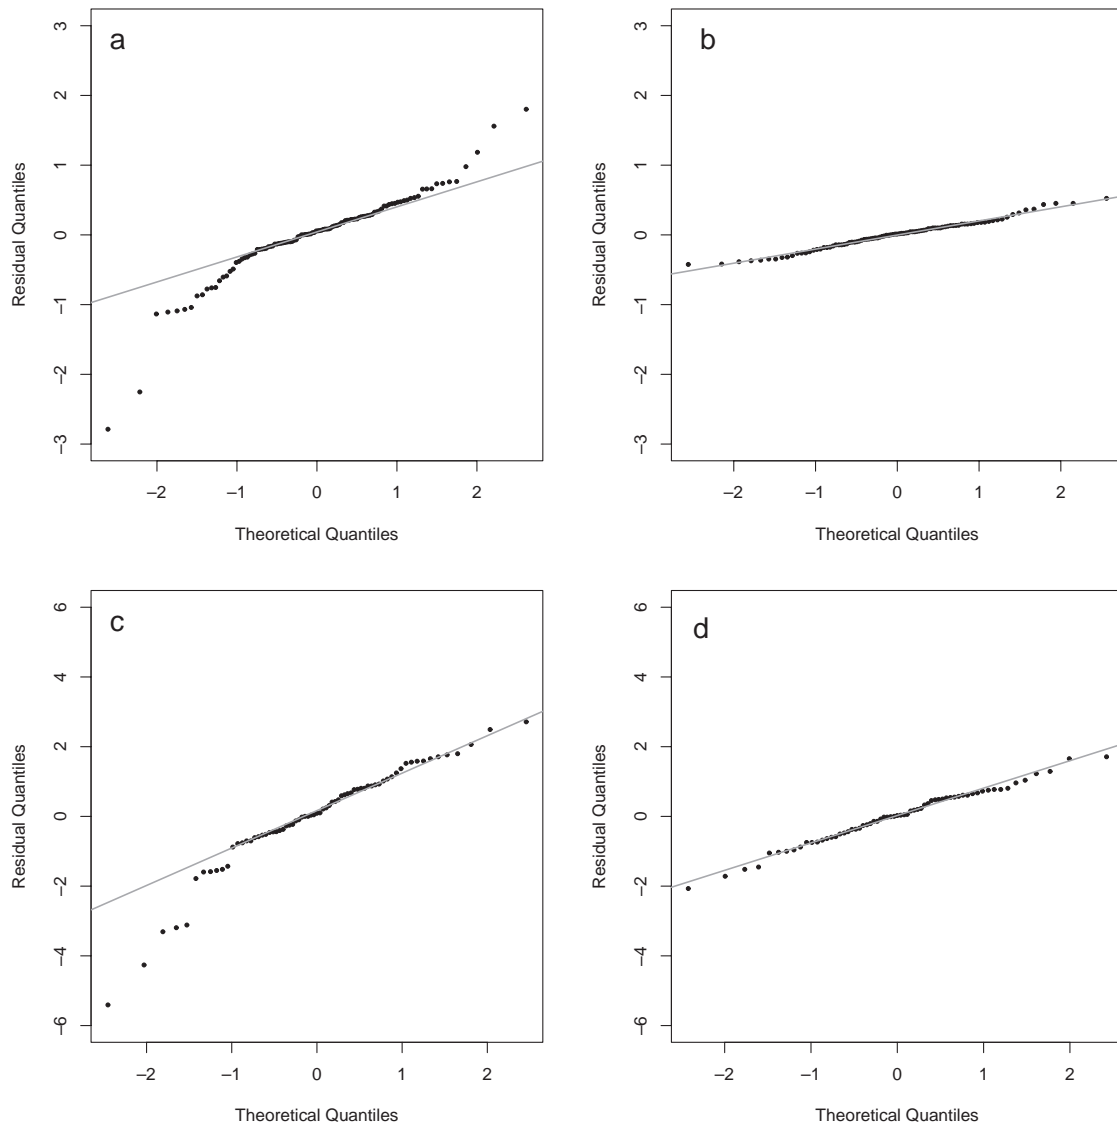 a
3
2
1
0
–1
–2
–3
Residual Quantiles
–2 –1 0 1 2
Theoretical Quantiles
b
3
2
1
0
–1
–2
–3
Residual Quantiles
–2 –1 0 1 2
Theoretical Quantiles
c
6
4
2
0
–2
–4
–6
Residual Quantiles
–2 –1 0 1 2
Theoretical Quantiles
d
6
4
2
0
–2
–4
–6
Residual Quantiles
–2 –1 0 1 2
Theoretical Quantiles